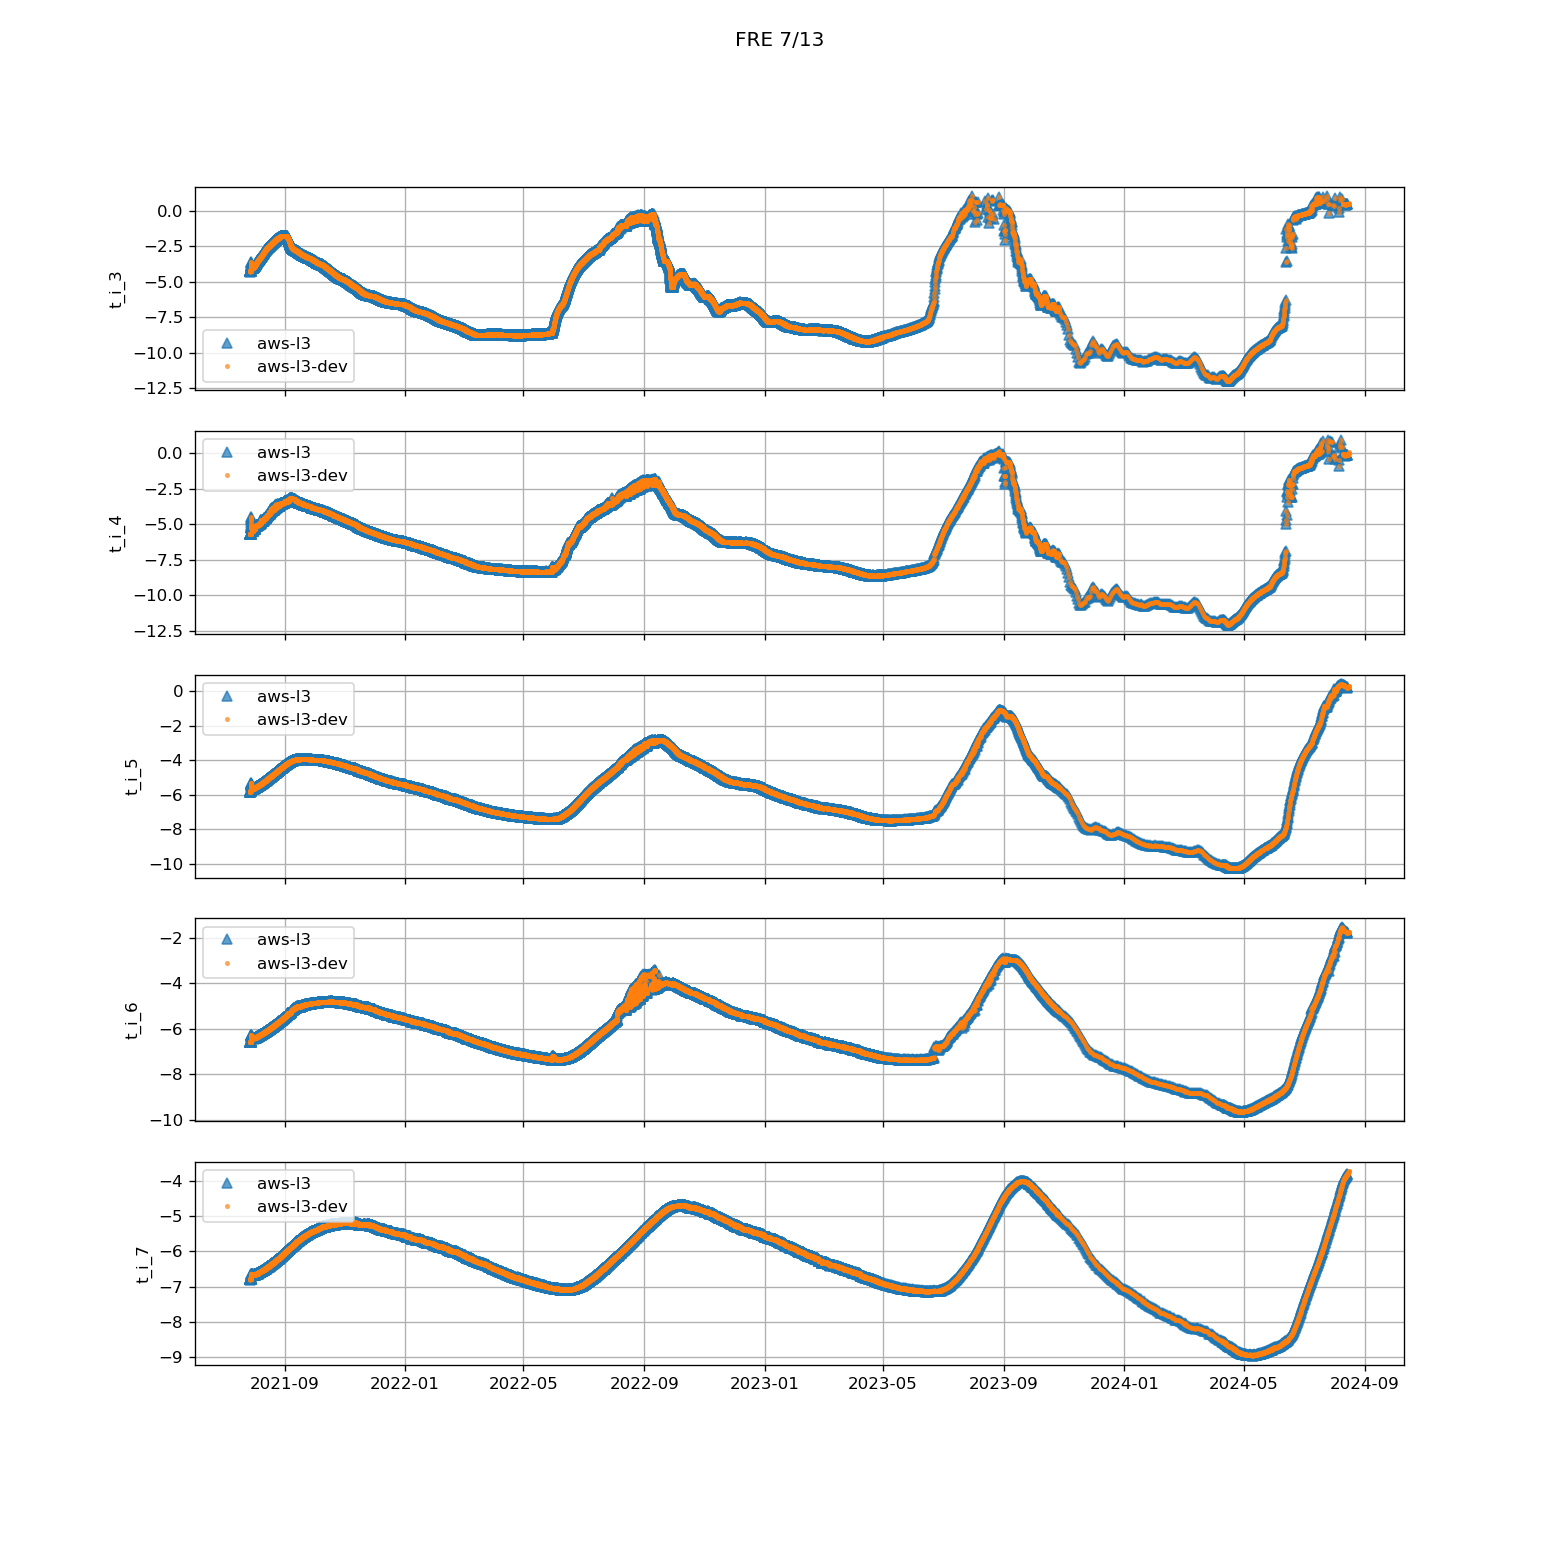 FRE 7/13
0.0
−2.5
−5.0
−7.5
−10.0
−12.5
t_i_3
aws-l3
aws-l3-dev
0.0
−2.5
−5.0
−7.5
−10.0
−12.5
t_i_4
aws-l3
aws-l3-dev
0
−2
−4
−6
−8
−10
t_i_5
aws-l3
aws-l3-dev
−2
−4
−6
−8
−10
t_i_6
aws-l3
aws-l3-dev
−4
−5
−6
−7
−8
−9
t_i_7
aws-l3
aws-l3-dev
2021-09 2022-01 2022-05 2022-09 2023-01 2023-05 2023-09 2024-01 2024-05 2024-09